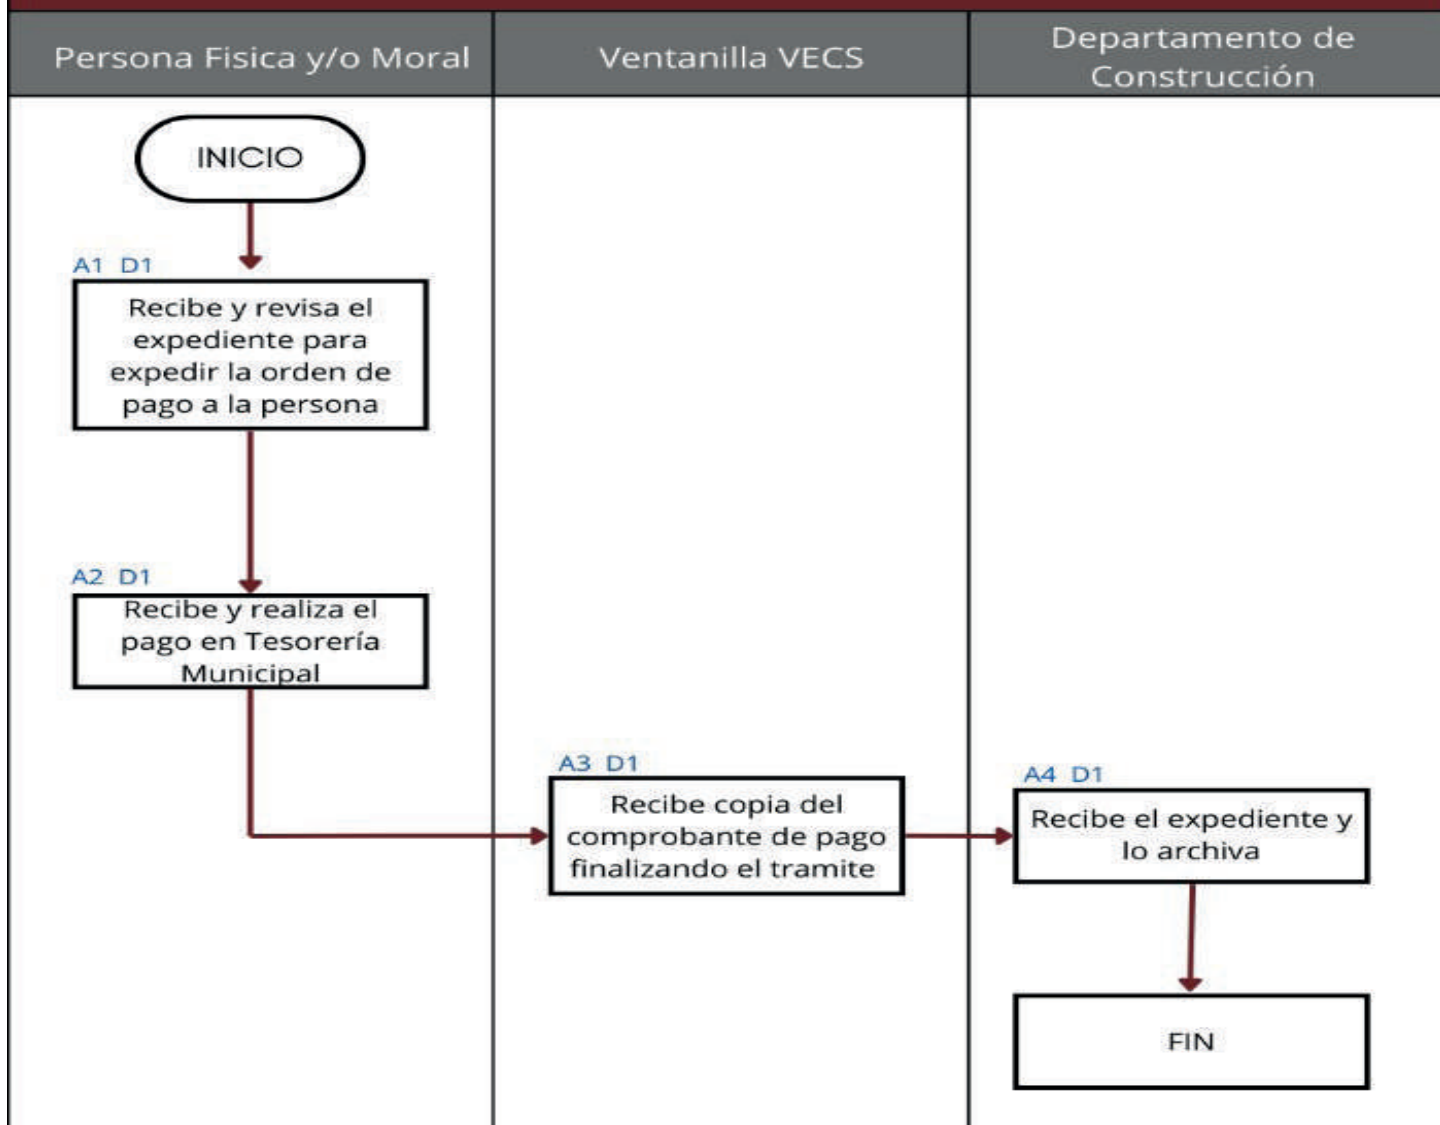 Persona Fisica y/o Moral
Ventanilla VECS
Departamento de
Construcción
INICIO
A1 D1
Recibe y revisa el
expediente para
expedir la orden de
pago a la persona
A2 D1
Recibe y realiza el
pago en Tesorería
Municipal
A3 D1
Recibe copia del
comprobante de pago
finalizando el tramite
A4 D1
Recibe el expediente y
lo archiva
FIN